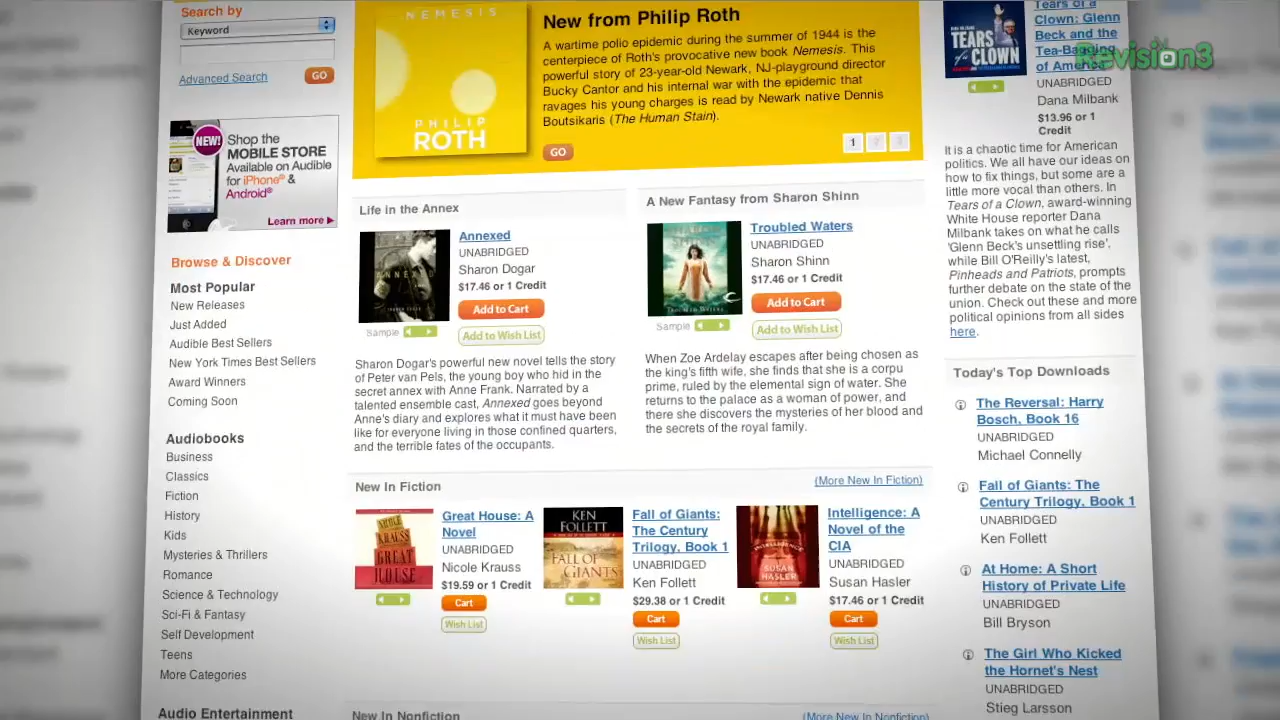 Search by
Keyword
Advanced Search
GO
NEW!
Shop the
MOBILE STORE
Available on Audible
for iPhone® &
Android®
Learn more
Browse & Discover
Most Popular
New Releases
Just Added
Audible Best Sellers
New York Times Best Sellers
Award Winners
Coming Soon
Audiobooks
Business
Classics
Fiction
History
Kids
Mysteries & Thrillers
Romance
Science & Technology
Sci-Fi & Fantasy
Self Development
Teens
More Categories
Audio Entertainment
NEMESIS
PHILIP
ROTH
New from Philip Roth
A wartime polio epidemic during the summer of 1944 is the
centerpiece of Roth's provocative new book Nemesis. This
powerful story of 23-year-old Newark, NJ-playground director
Bucky Cantor and his internal war with the epidemic that
ravages his young charges is read by Newark native Dennis
Boutsikaris (The Human Stain).
GO
1 2 3
Life in the Annex
ANNEXED
Annexed
UNABRIDGED
Sharon Dogar
$17.46 or 1 Credit
Add to Cart
Sample
Add to Wish List
Sharon Dogar's powerful new novel tells the story
of Peter van Pels, the young boy who hid in the
secret annex with Anne Frank. Narrated by a
talented ensemble cast, Annexed goes beyond
Anne's diary and explores what it must have been
like for everyone living in those confined quarters,
and the terrible fates of the occupants.
A New Fantasy from Sharon Shinn
Troubled Waters
UNABRIDGED
Sharon Shinn
$17.46 or 1 Credit
Add to Cart
Sample
Add to Wish List
When Zoe Ardelay escapes after being chosen as
the king's fifth wife, she finds that she is a corpu
prime, ruled by the elemental sign of water. She
returns to the palace as a woman of power, and
there she discovers the mysteries of her blood and
the secrets of the royal family.
New In Fiction
(More New In Fiction)
NICOLE
KRAUSS
GREAT
HOUSE
Great House: A
Novel
UNABRIDGED
Nicole Krauss
$19.59 or 1 Credit
Cart
Wish List
KEN
FOLLETT
FALL of
GIANTS
Fall of Giants:
The Century
Trilogy, Book 1
UNABRIDGED
Ken Follett
$29.38 or 1 Credit
Cart
Wish List
INTELLIGENCE
SUSAN
HASLER
Intelligence: A
Novel of the
CIA
UNABRIDGED
Susan Hasler
$17.46 or 1 Credit
Cart
Wish List
New In Nonfiction
(More New In Nonfiction)
TEARS
of a
CLOWN
Tears of a
Clown: Glenn
Beck and the
Tea-Bagging
of America
UNABRIDGED
Dana Milbank
$13.96 or 1
Credit
Revision3
It is a chaotic time for American
politics. We all have our ideas on
how to fix things, but some are a
little more vocal than others. In
Tears of a Clown, award-winning
White House reporter Dana
Milbank takes on what he calls
'Glenn Beck's unsettling rise',
while Bill O'Reilly's latest,
Pinheads and Patriots, prompts
further debate on the state of the
union. Check out these and more
political opinions from all sides
here.
Today's Top Downloads
The Reversal: Harry
Bosch, Book 16
UNABRIDGED
Michael Connelly
Fall of Giants: The
Century Trilogy, Book 1
UNABRIDGED
Ken Follett
At Home: A Short
History of Private Life
UNABRIDGED
Bill Bryson
The Girl Who Kicked
the Hornet's Nest
UNABRIDGED
Stieg Larsson